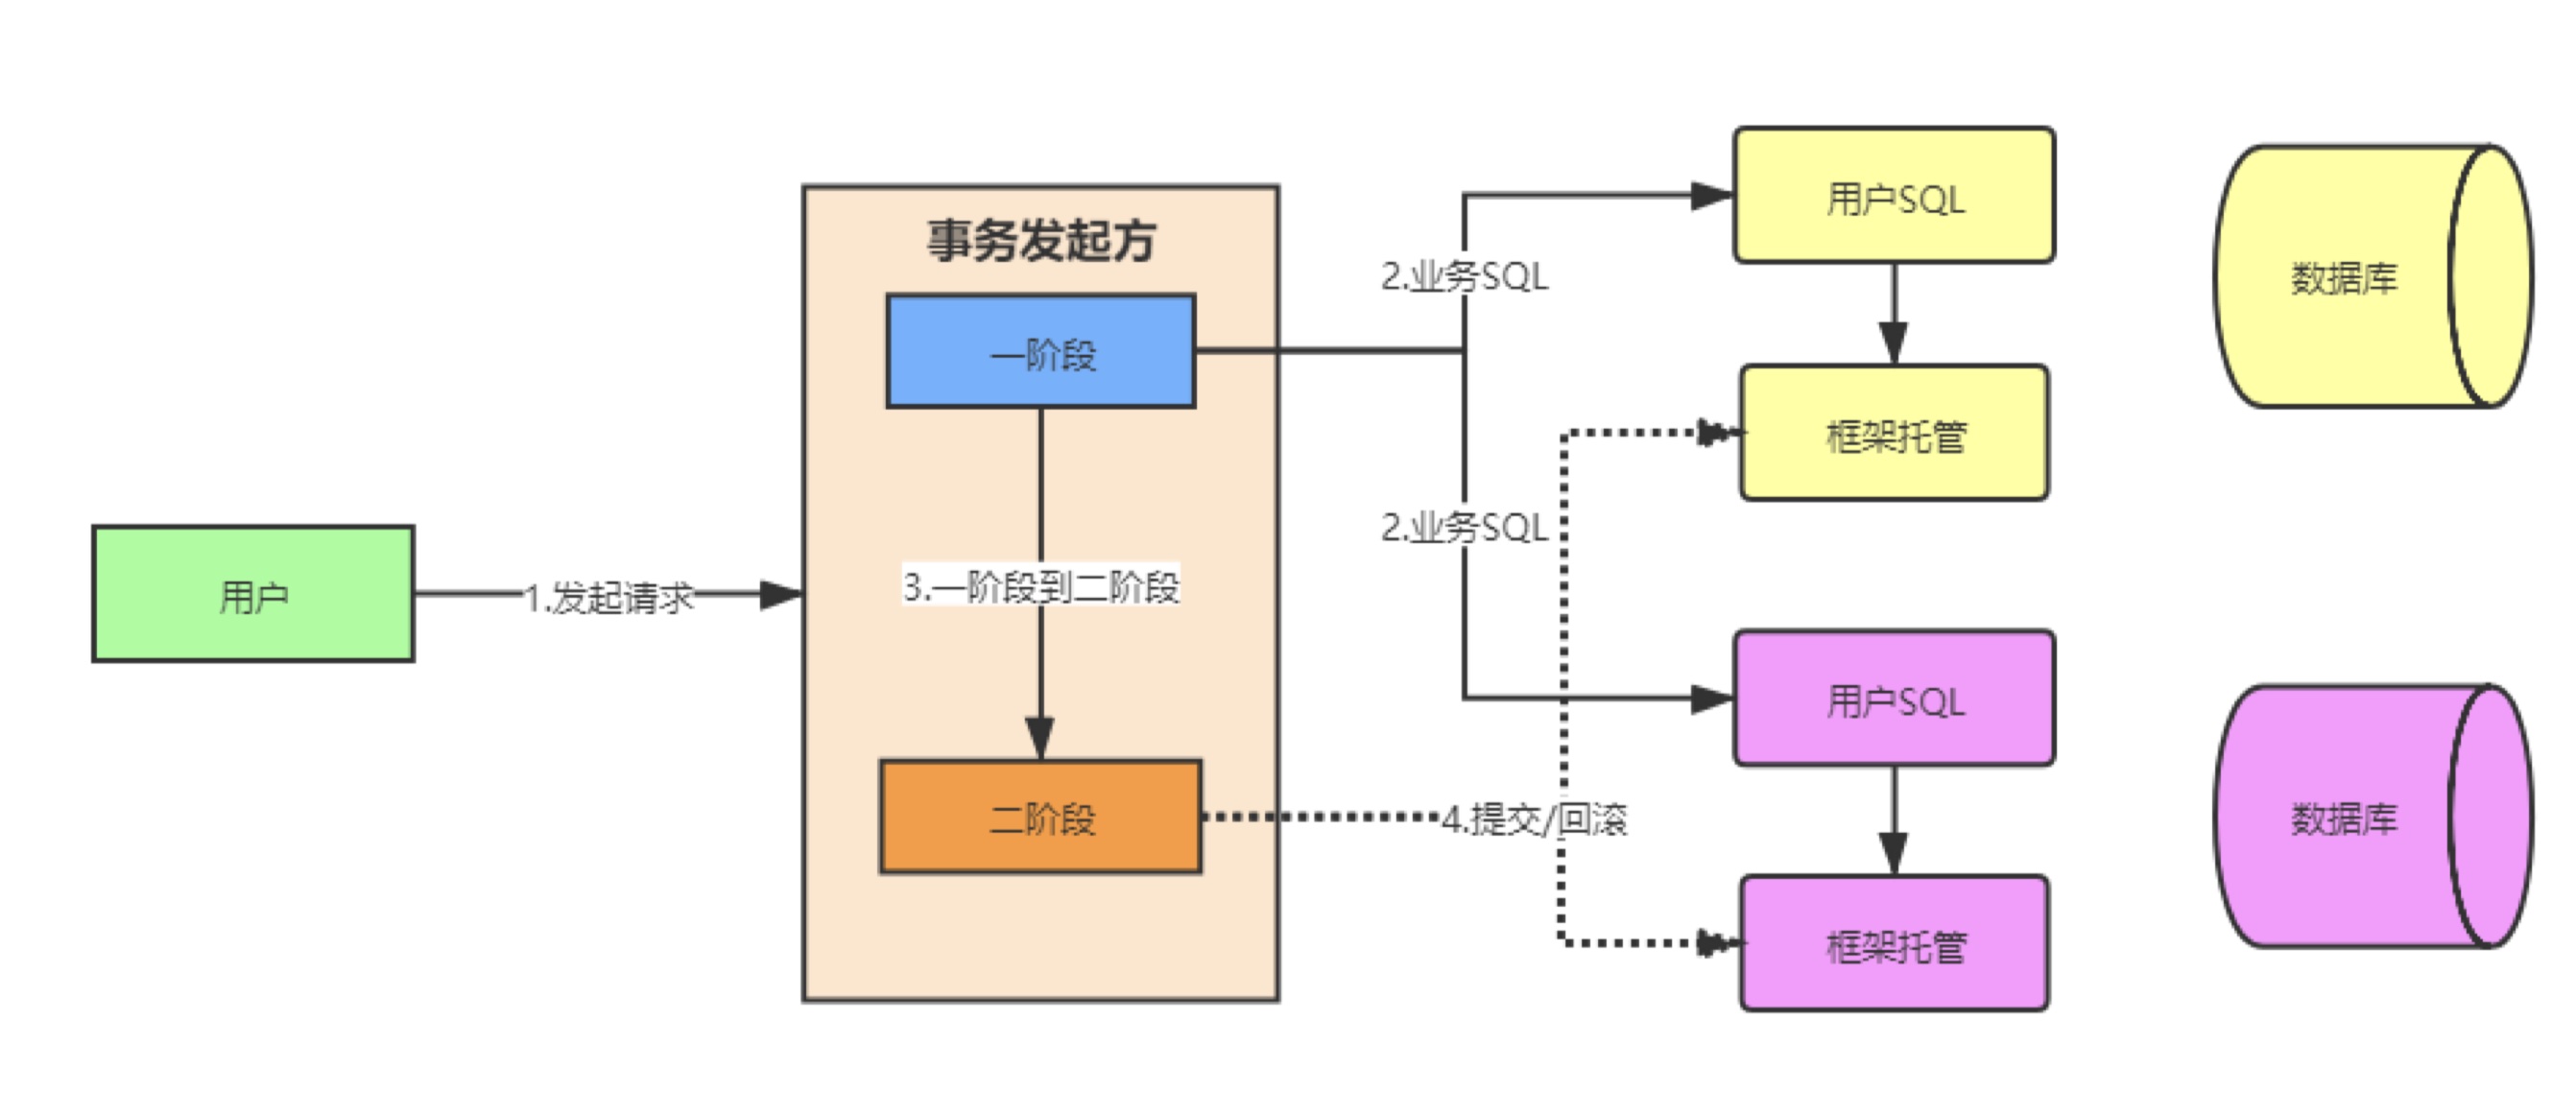 事务发起方
一阶段
3.一阶段到二阶段
二阶段
用户
1.发起请求
2.业务SQL
2.业务SQL
4.提交/回滚
用户SQL
框架托管
数据库
用户SQL
框架托管
数据库